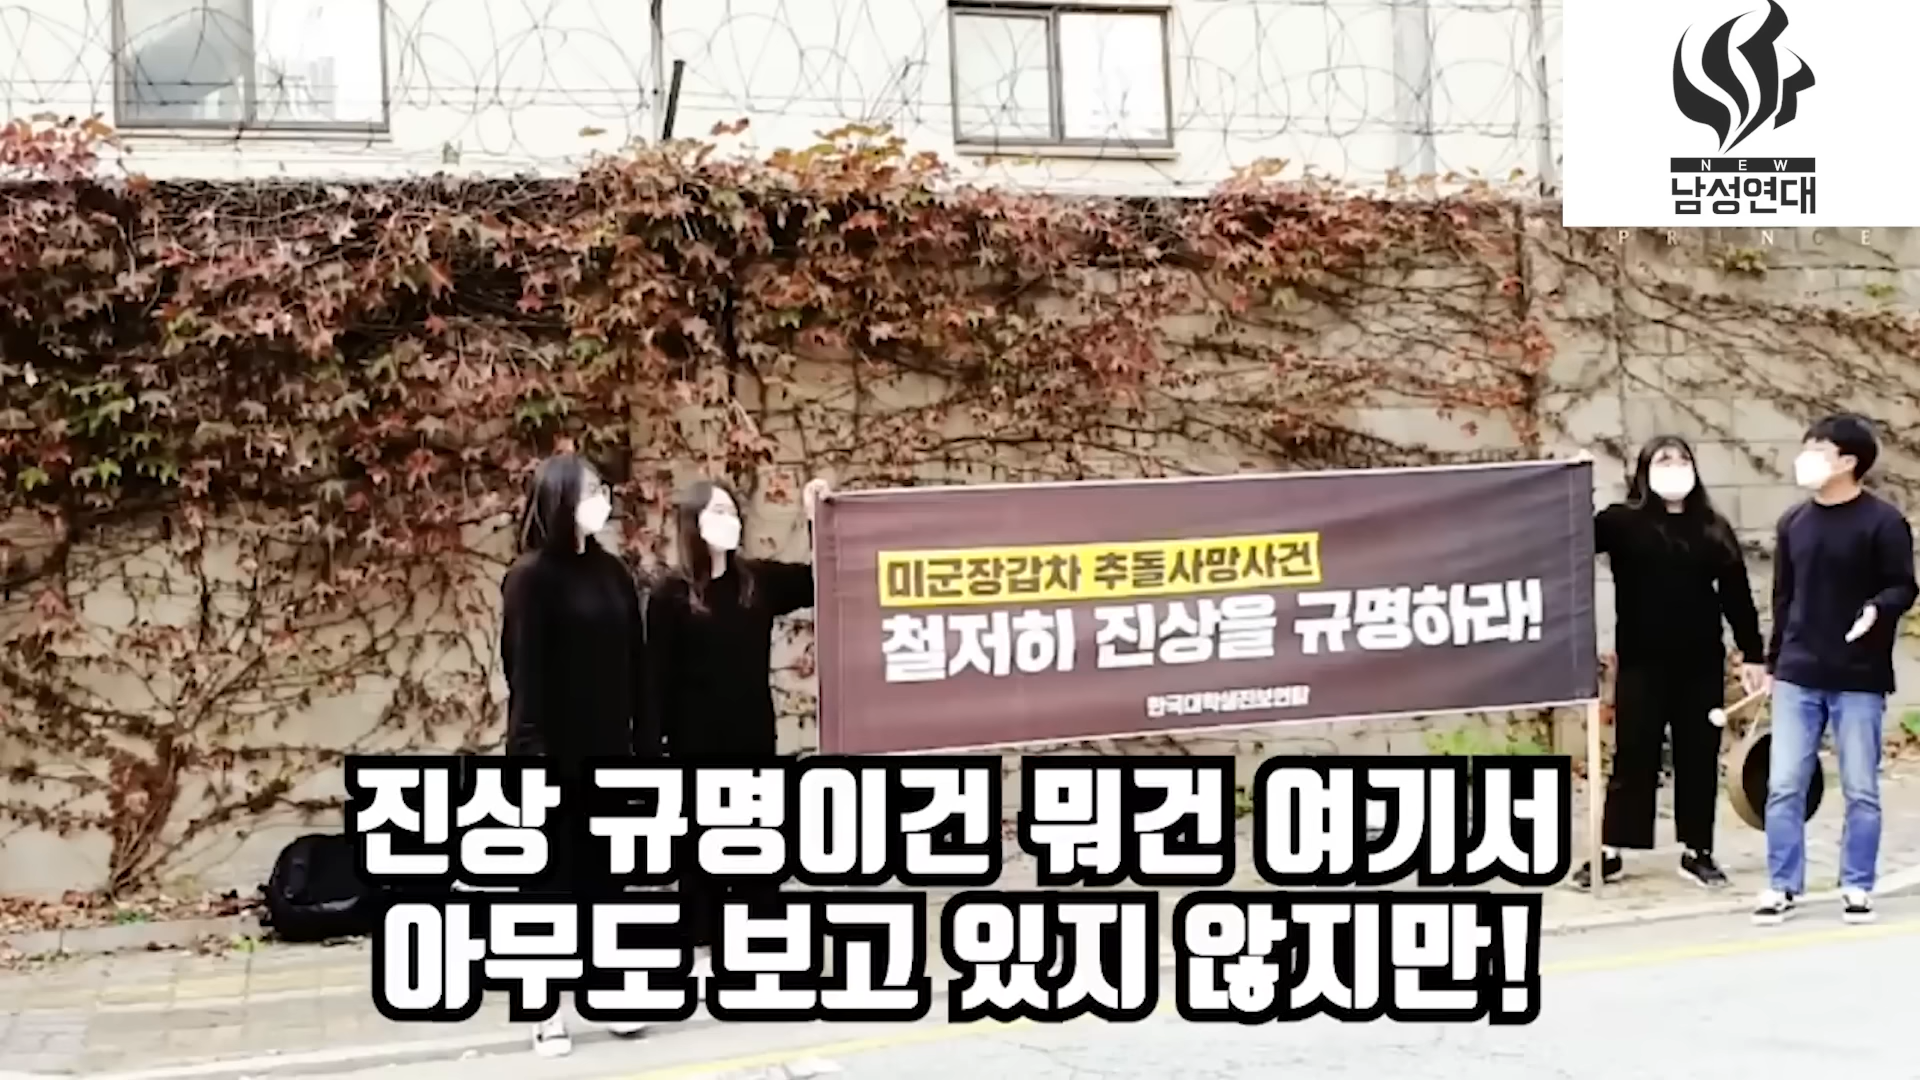 NEW
남성연대
PRINCE
미군장갑차 추돌사망사건
철저히 진상을 규명하라!
한국대학생진보연합
진상 규명이건 뭐건 여기서
아무도 보고 있지 않지만!